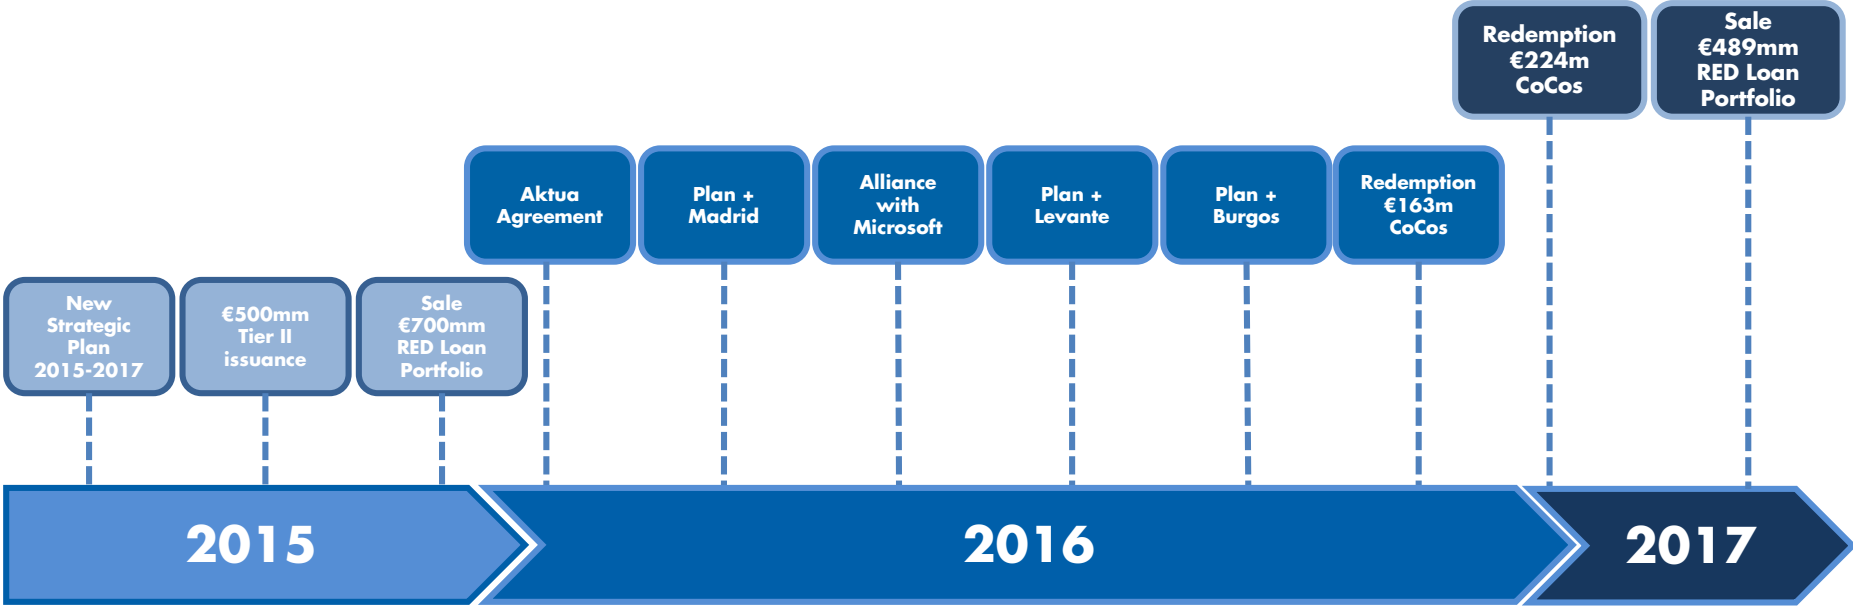 Redemption
€224m
CoCos
Sale
€489mm
RED Loan
Portfolio
Aktua
Agreement
Plan +
Madrid
Alliance
with
Microsoft
Plan +
Levante
Plan +
Burgos
Redemption
€163m
CoCos
New
Strategic
Plan
2015-2017
€500mm
Tier II
issuance
Sale
€700mm
RED Loan
Portfolio
2015
2016
2017